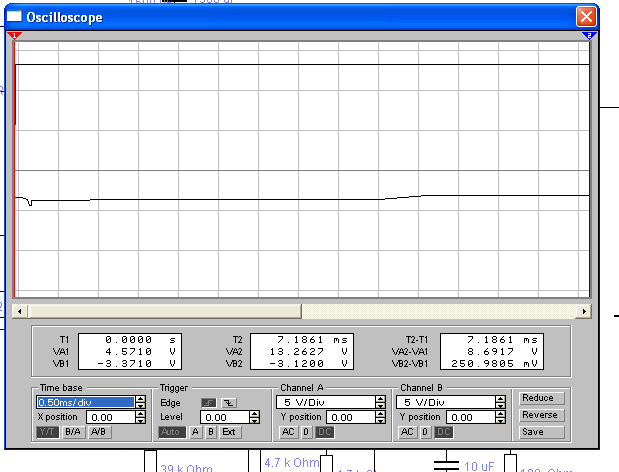 Oscilloscope
1
2
T1 0.0000 s T2 7.1861 ms T2-T1 7.1861 ms
VA1 4.5710 V VA2 13.2627 V VA2-VA1 8.6917 V
VB1 -3.3710 V VB2 -3.1200 V VB2-VB1 250.9805 mV
Time base Trigger Channel A Channel B
0.50ms/div Edge 5 V/Div 5 V/Div Reduce
X position 0.00 Level 0.00 Y position 0.00 Y position 0.00 Reverse
Y/T B/A A/B Auto A B Ext AC 0 DC AC 0 DC Save
39 k Ohm 4.7 k Ohm 10 uF